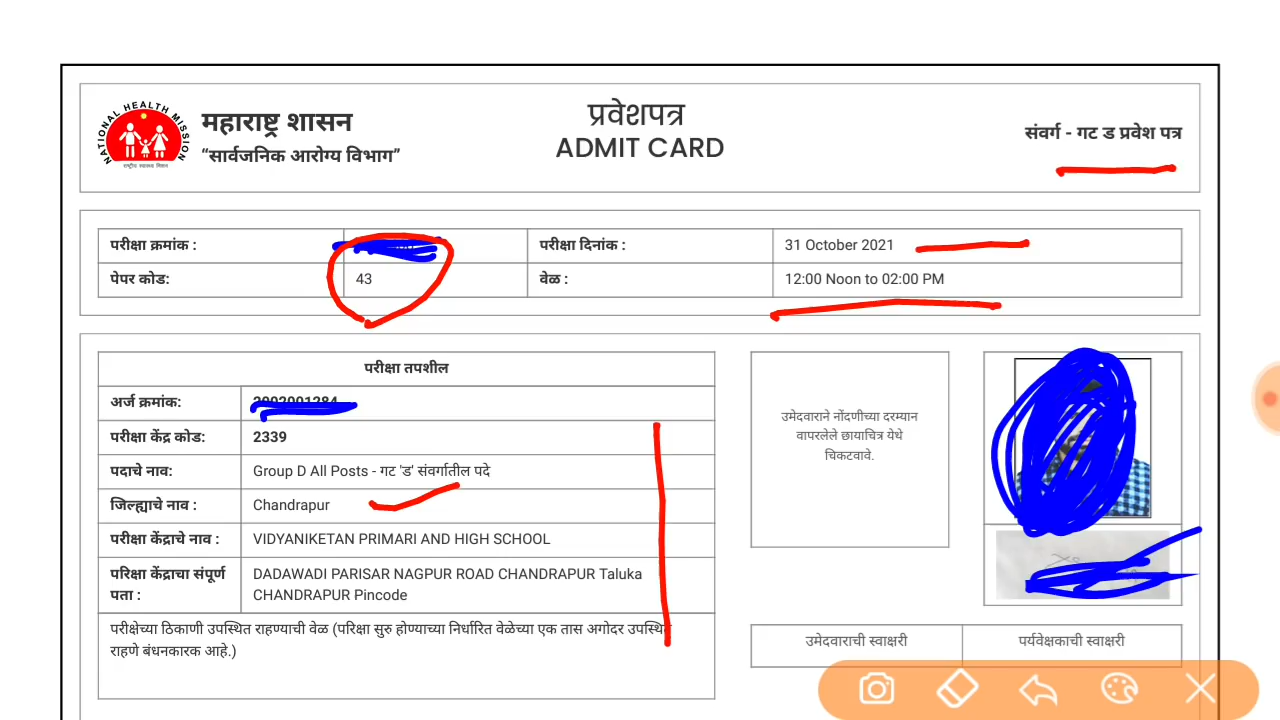 NATIONAL HEALTH MISSION
महाराष्ट्र शासन
“सार्वजनिक आरोग्य विभाग”
प्रवेशपत्र
ADMIT CARD
संवर्ग - गट ड प्रवेश पत्र
परीक्षा क्रमांक :
परीक्षा दिनांक : 31 October 2021
पेपर कोड: 43
वेळ : 12:00 Noon to 02:00 PM
परीक्षा तपशील
अर्ज क्रमांक:
परीक्षा केंद्र कोड: 2339
पदाचे नाव: Group D All Posts - गट 'ड' संवर्गातील पदे
जिल्ह्याचे नाव : Chandrapur
परीक्षा केंद्राचे नाव : VIDYANIKETAN PRIMARI AND HIGH SCHOOL
परिक्षा केंद्राचा संपूर्ण पता : DADAWADI PARISAR NAGPUR ROAD CHANDRAPUR Taluka
CHANDRAPUR Pincode
परीक्षेच्या ठिकाणी उपस्थित राहण्याची वेळ (परिक्षा सुरु होण्याच्या निर्धारित वेळेच्या एक तास अगोदर उपस्थित
राहणे बंधनकारक आहे.)
उमेदवाराने नोंदणीच्या दरम्यान
वापरलेले छायाचित्र येथे
चिकटवावे.
उमेदवाराची स्वाक्षरी
पर्यवेक्षकाची स्वाक्षरी